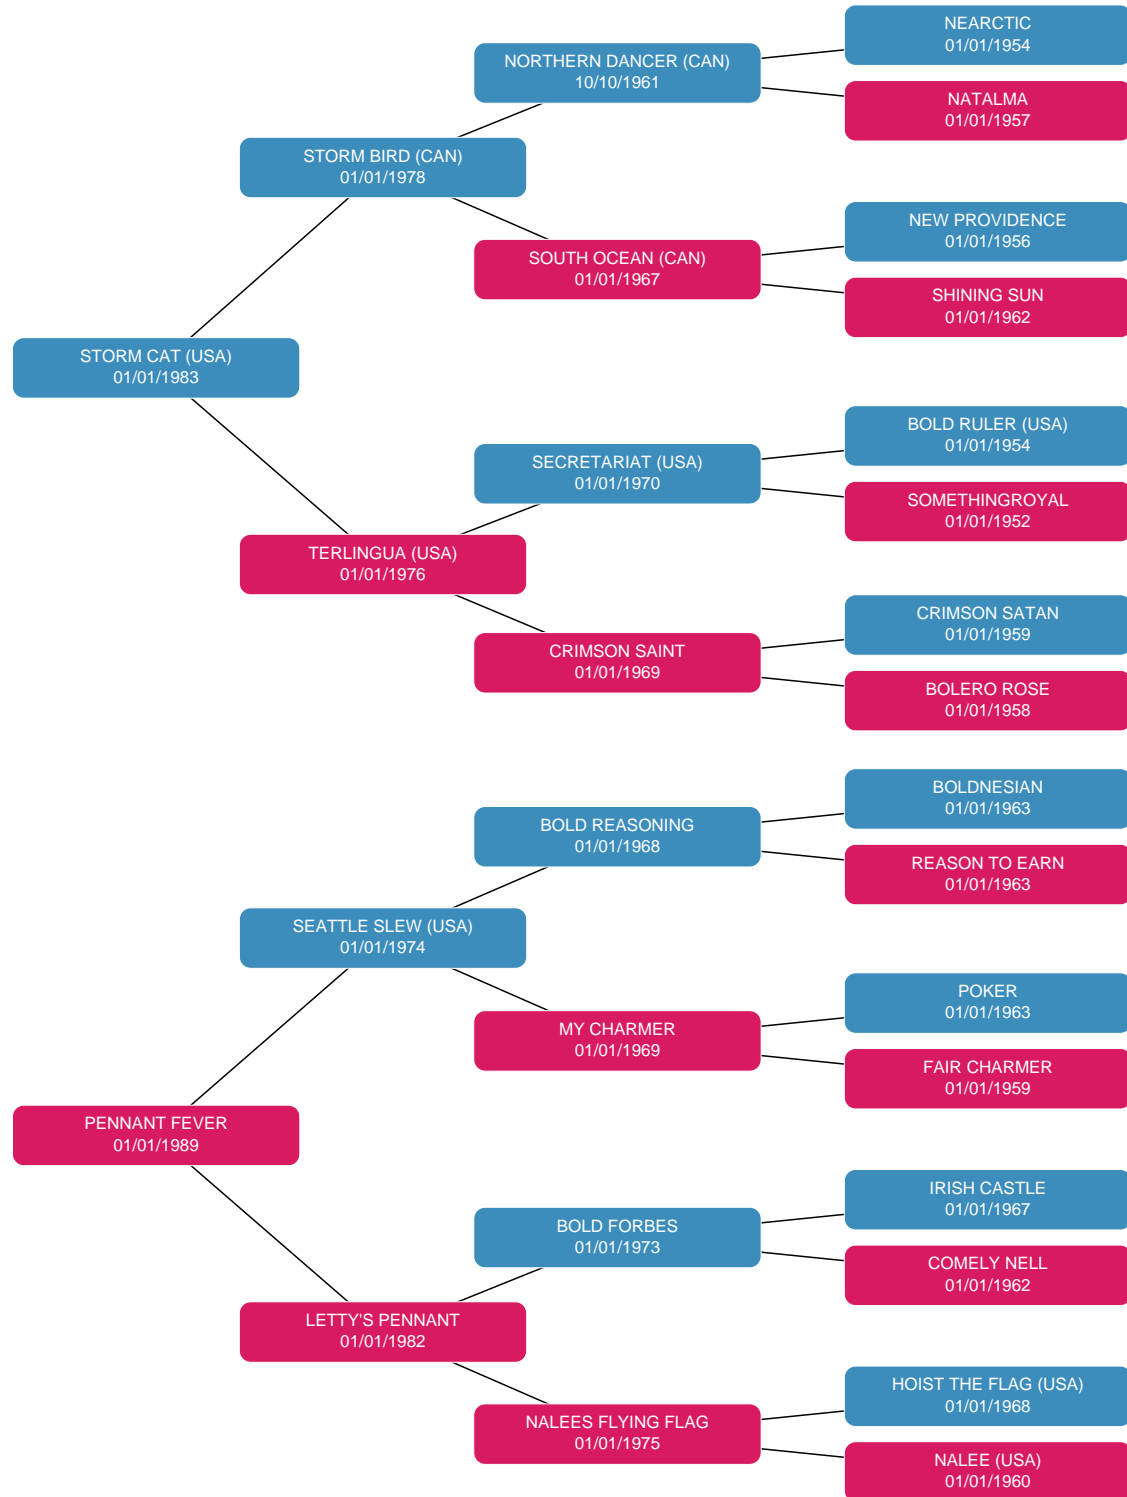 NEARCTIC
01/01/1954
NORTHERN DANCER (CAN)
10/10/1961
NATALMA
01/01/1957
STORM BIRD (CAN)
01/01/1978
NEW PROVIDENCE
01/01/1956
SOUTH OCEAN (CAN)
01/01/1967
SHINING SUN
01/01/1962
STORM CAT (USA)
01/01/1983
BOLD RULER (USA)
01/01/1954
SECRETARIAT (USA)
01/01/1970
SOMETHINGROYAL
01/01/1952
TERLINGUA (USA)
01/01/1976
CRIMSON SATAN
01/01/1959
CRIMSON SAINT
01/01/1969
BOLERO ROSE
01/01/1958
BOLDNESIAN
01/01/1963
BOLD REASONING
01/01/1968
REASON TO EARN
01/01/1963
SEATTLE SLEW (USA)
01/01/1974
POKER
01/01/1963
MY CHARMER
01/01/1969
FAIR CHARMER
01/01/1959
PENNANT FEVER
01/01/1989
IRISH CASTLE
01/01/1967
BOLD FORBES
01/01/1973
COMELY NELL
01/01/1962
LETTY'S PENNANT
01/01/1982
HOIST THE FLAG (USA)
01/01/1968
NALEES FLYING FLAG
01/01/1975
NALEE (USA)
01/01/1960